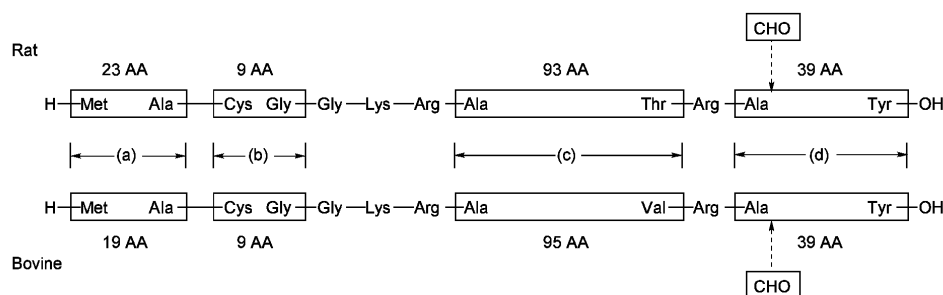 CHO
Rat
23 AA 9 AA 93 AA 39 AA
H Met Ala Cys Gly Gly Lys Arg Ala Thr Arg Ala Tyr OH
(a) (b) (c) (d)
H Met Ala Cys Gly Gly Lys Arg Ala Val Arg Ala Tyr OH
19 AA 9 AA 95 AA 39 AA
Bovine
CHO